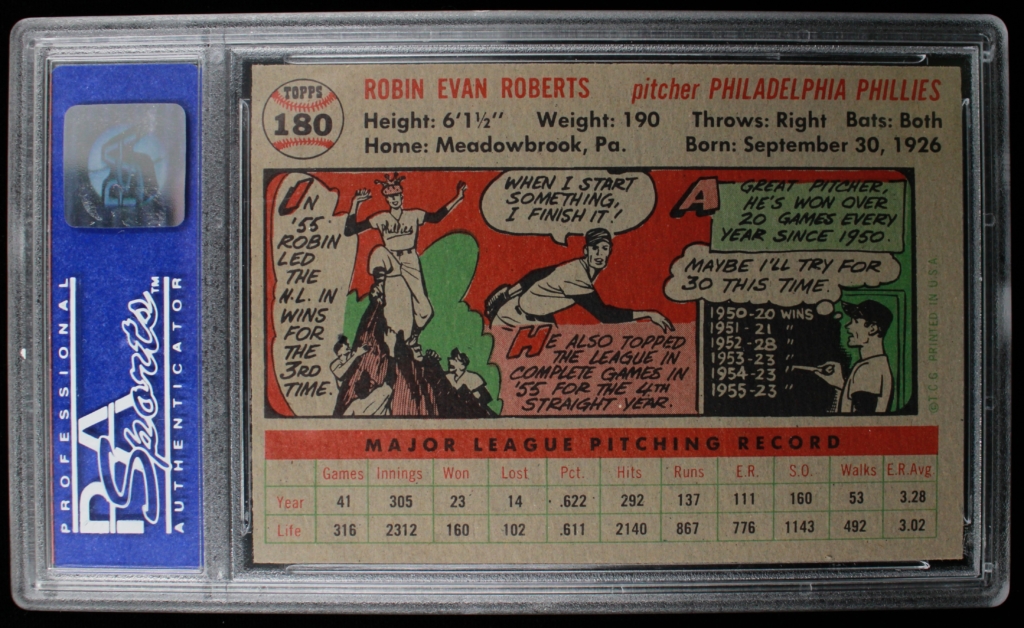 PSA
PROFESSIONAL
PSA
Sports™
AUTHENTICATOR
TOPPS
180
ROBIN EVAN ROBERTS pitcher PHILADELPHIA PHILLIES
Height: 6'1½" Weight: 190 Throws: Right Bats: Both
Home: Meadowbrook, Pa. Born: September 30, 1926
IN
'55
ROBIN
LED
THE
N.L. IN
WINS
FOR
THE
3RD
TIME.
Phillies
WHEN I START
SOMETHING,
I FINISH IT!
HE ALSO TOPPED
THE LEAGUE IN
COMPLETE GAMES IN
'55 FOR THE 4TH
STRAIGHT YEAR.
A GREAT PITCHER,
HE'S WON OVER
20 GAMES EVERY
YEAR SINCE 1950.
MAYBE I'LL TRY FOR
30 THIS TIME.
1950-20 WINS
1951-21 "
1952-28 "
1953-23 "
1954-23 "
1955-23 "
©T.C.G. PRINTED IN U.S.A.
MAJOR LEAGUE PITCHING RECORD
Games Innings Won Lost Pct. Hits Runs E.R. S.O. Walks E.R.Avg.
Year 41 305 23 14 .622 292 137 111 160 53 3.28
Life 316 2312 160 102 .611 2140 867 776 1143 492 3.02